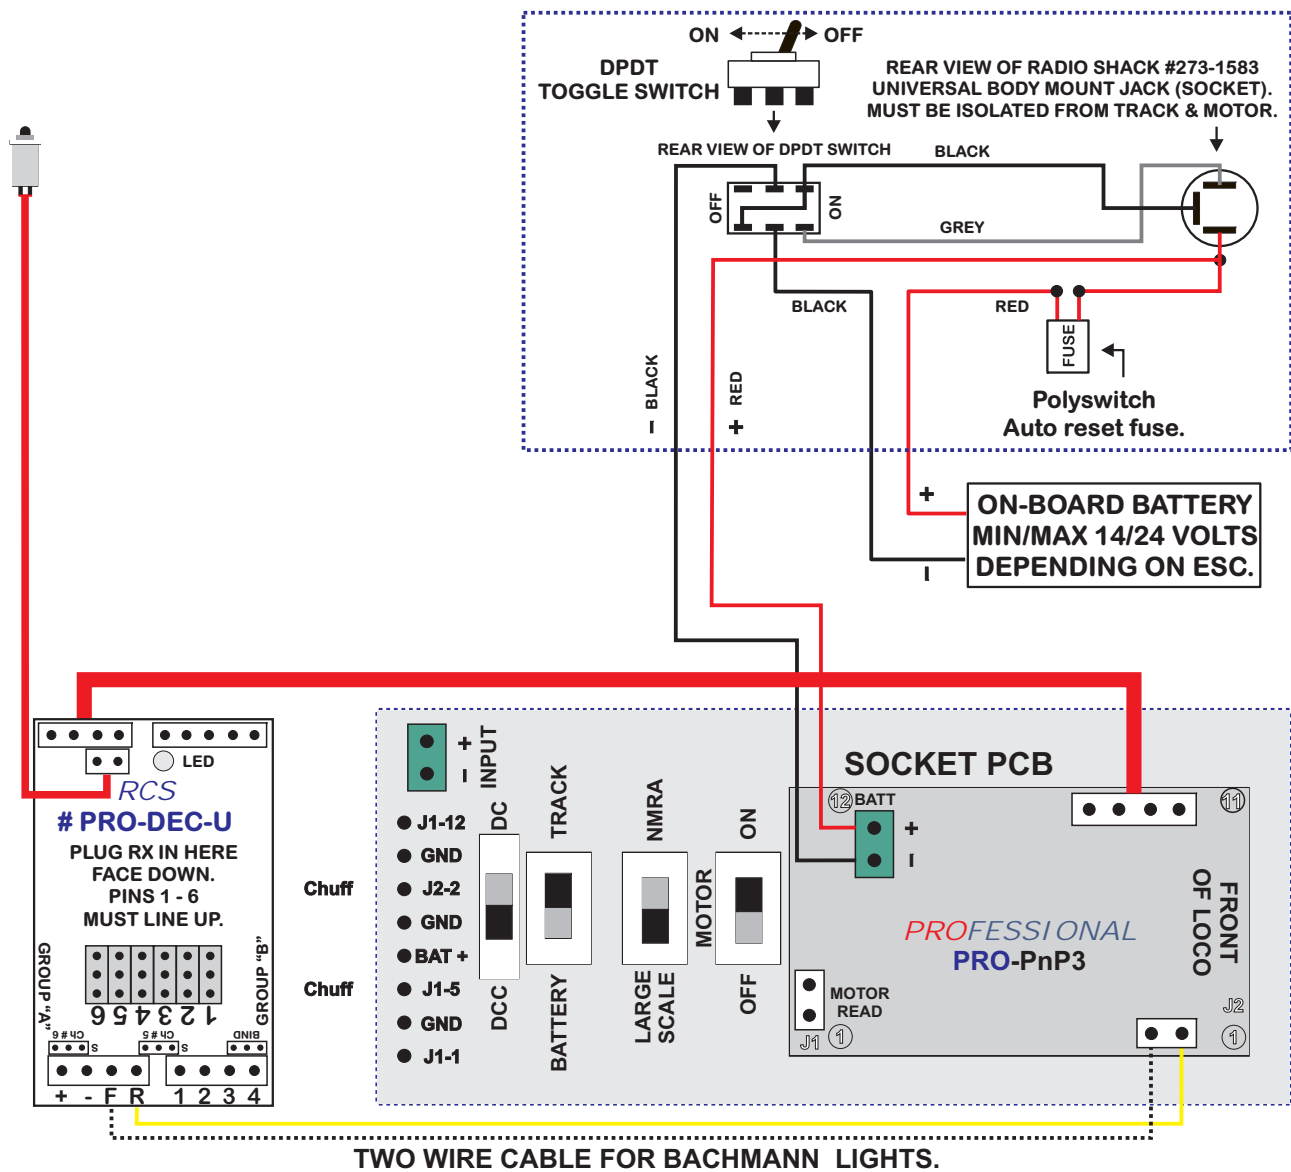 ON OFF
DPDT
TOGGLE SWITCH
REAR VIEW OF RADIO SHACK #273-1583
UNIVERSAL BODY MOUNT JACK (SOCKET).
MUST BE ISOLATED FROM TRACK & MOTOR.
REAR VIEW OF DPDT SWITCH
BLACK
OFF
ON
GREY
BLACK
RED
FUSE
– BLACK
+ RED
Polyswitch
Auto reset fuse.
+
–
ON-BOARD BATTERY
MIN/MAX 14/24 VOLTS
DEPENDING ON ESC.
LED
RCS
# PRO-DEC-U
PLUG RX IN HERE
FACE DOWN.
PINS 1 - 6
MUST LINE UP.
GROUP "A"
GROUP "B"
6 5 4 3 2 1
Ch # 6
S
Ch # 5
S
BIND
+ - F R 1 2 3 4
+
–
INPUT
J1-12
GND
Chuff J2-2
GND
BAT +
Chuff J1-5
GND
J1-1
DC
DCC
TRACK
BATTERY
NMRA
LARGE
SCALE
MOTOR
ON
OFF
SOCKET PCB
12 BATT
11
+
–
FRONT
OF LOCO
PROFESSIONAL
PRO-PnP3
MOTOR
READ
J1 1
J2
1
TWO WIRE CABLE FOR BACHMANN LIGHTS.